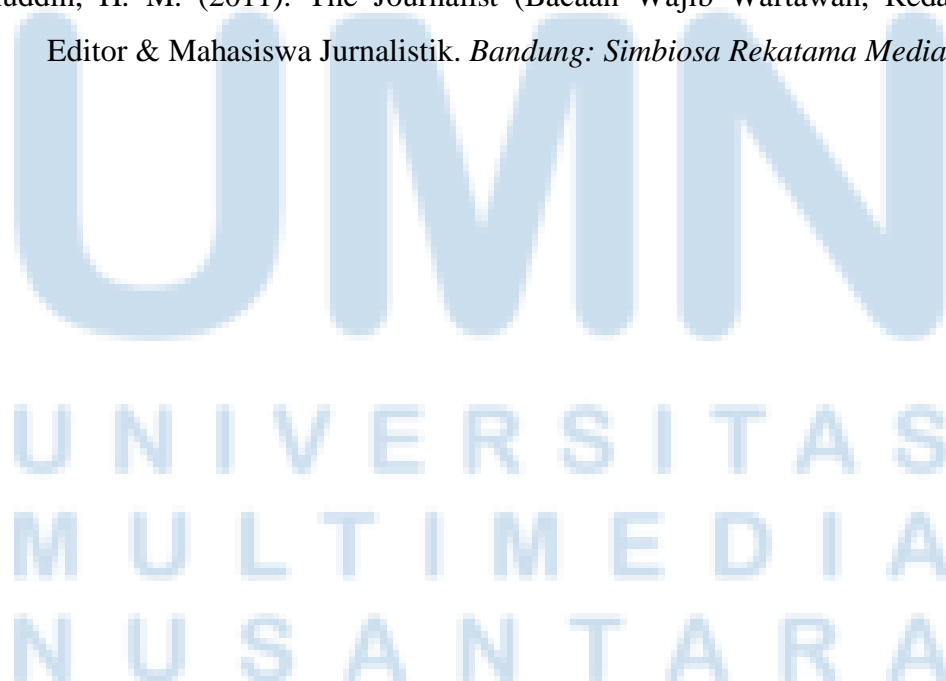 uddin, H. M. (2011). The Journalist (Bacaan Wajib Wartawan, Reda
Editor & Mahasiswa Jurnalistik. Bandung: Simbiosa Rekatama Media
UMN
UNIVERSITAS
MULTIMEDIA
NUSANTARA